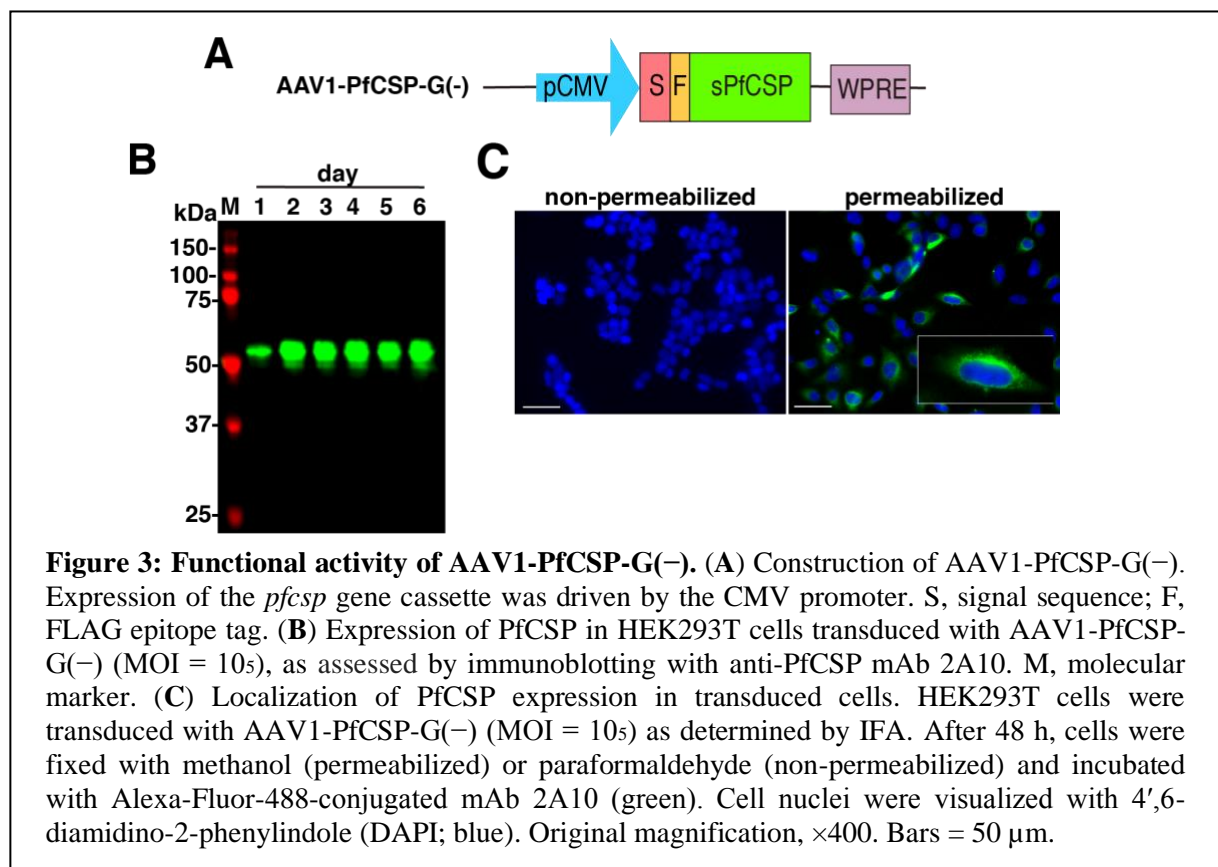 A
AAV1-PfCSP-G(-)
pCMV
S
F
sPfCSP
WPRE
B
day
kDa M 1 2 3 4 5 6
150-
100-
75-
50-
37-
25-
C
non-permeabilized
permeabilized
Figure 3: Functional activity of AAV1-PfCSP-G(−). (A) Construction of AAV1-PfCSP-G(−).
Expression of the pfcsp gene cassette was driven by the CMV promoter. S, signal sequence; F,
FLAG epitope tag. (B) Expression of PfCSP in HEK293T cells transduced with AAV1-PfCSP-
G(−) (MOI = 10₅), as assessed by immunoblotting with anti-PfCSP mAb 2A10. M, molecular
marker. (C) Localization of PfCSP expression in transduced cells. HEK293T cells were
transduced with AAV1-PfCSP-G(−) (MOI = 10₅) as determined by IFA. After 48 h, cells were
fixed with methanol (permeabilized) or paraformaldehyde (non-permeabilized) and incubated
with Alexa-Fluor-488-conjugated mAb 2A10 (green). Cell nuclei were visualized with 4′,6-
diamidino-2-phenylindole (DAPI; blue). Original magnification, ×400. Bars = 50 µm.